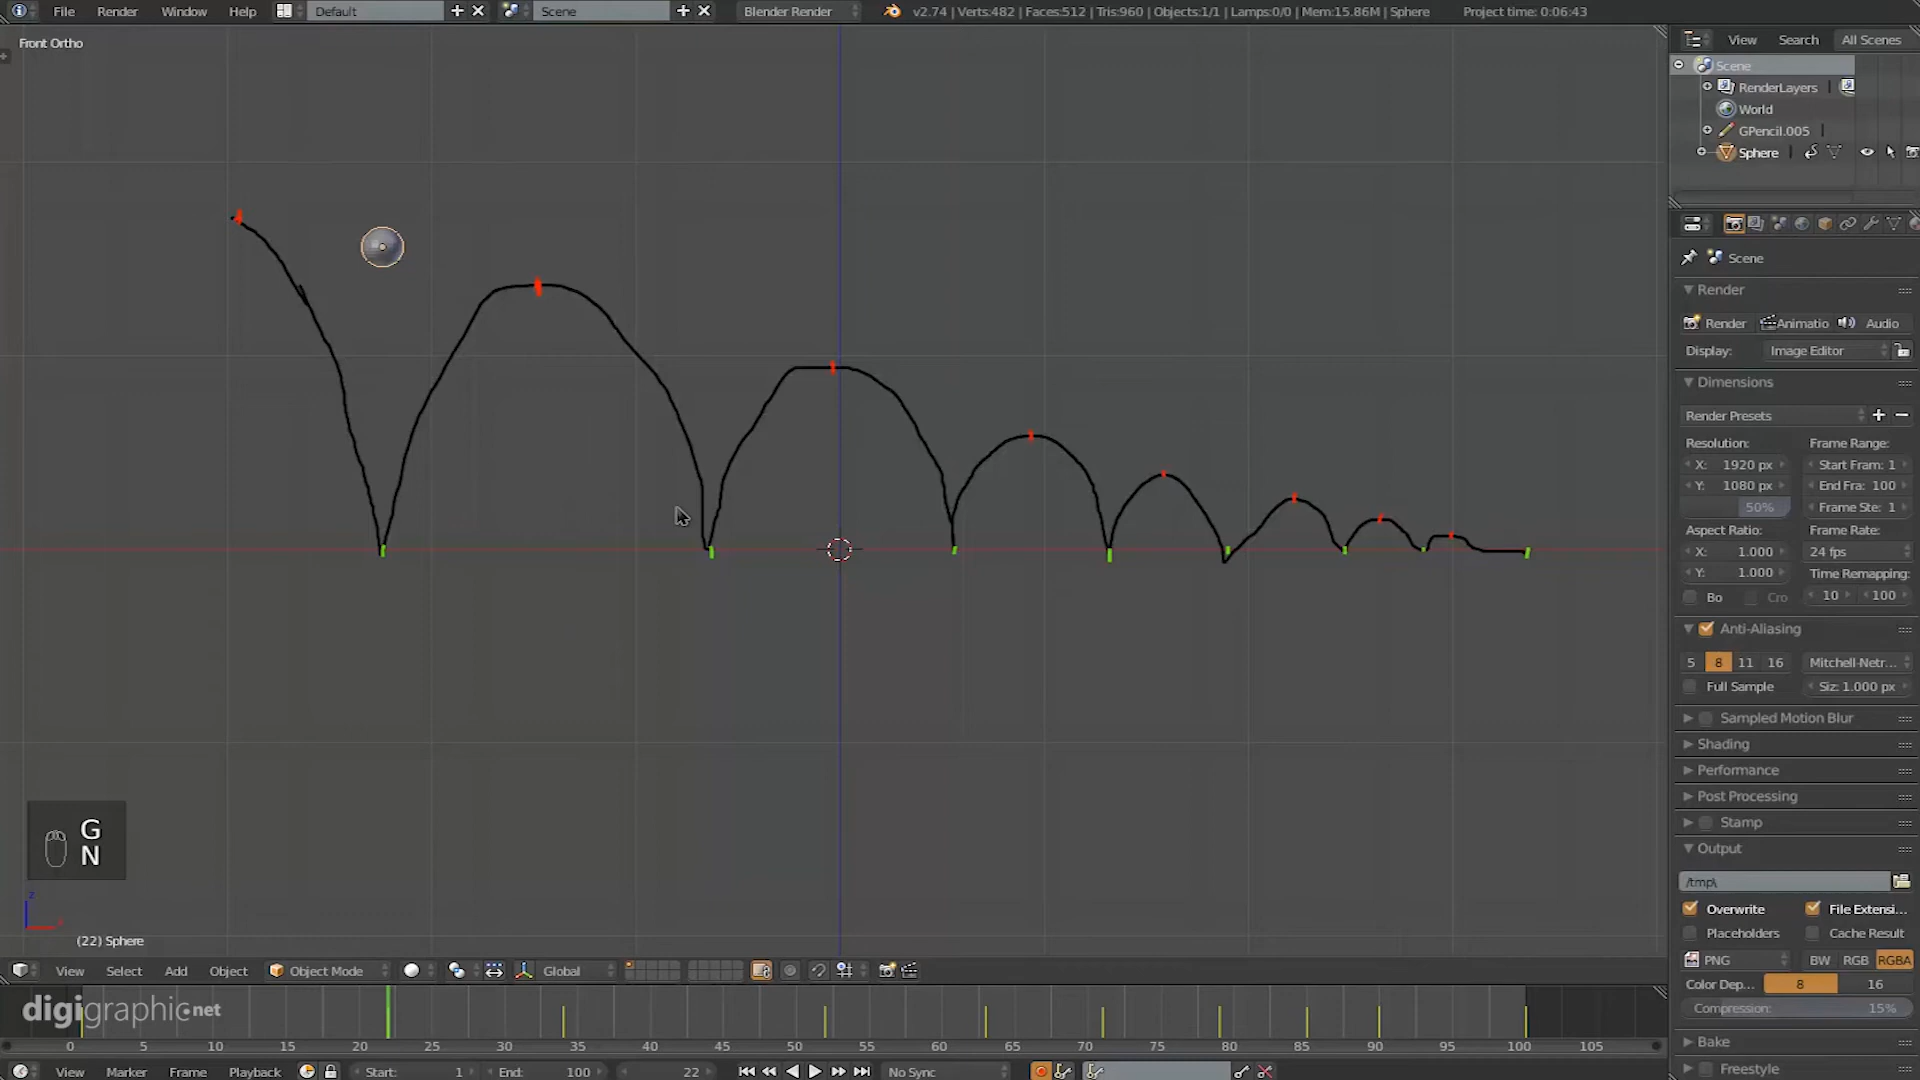 File Render Window Help Default Scene Blender Render v2.74 | Verts:482 | Faces:512 | Tris:960 | Objects:1/1 | Lamps:0/0 | Mem:15.86M | Sphere Project time: 0:06:43
Front Ortho
View Search All Scenes
Scene
RenderLayers
World
GPencil.005
Sphere
Scene
Render
Render Animatio Audio
Display: Image Editor
Dimensions
Render Presets
Resolution: Frame Range:
X: 1920 px Start Fram: 1
Y: 1080 px End Fra: 100
50% Frame Ste: 1
Aspect Ratio: Frame Rate:
X: 1.000 24 fps
Y: 1.000 Time Remapping:
Bo Cro 10 100
Anti-Aliasing
5 8 11 16 Mitchell-Netr...
Full Sample Siz: 1.000 px
Sampled Motion Blur
Shading
Performance
Post Processing
Stamp
Output
/tmp\
Overwrite File Extensi...
Placeholders Cache Result
PNG BW RGB RGBA
Color Dep... 8 16
Compression: 15%
Bake
Freestyle
G
N
z
x
(22) Sphere
View Select Add Object Object Mode Global
digigraphic.net
0 5 10 15 20 25 30 35 40 45 50 55 60 65 70 75 80 85 90 95 100 105
View Marker Frame Playback Start: 1 End: 100 22 No Sync